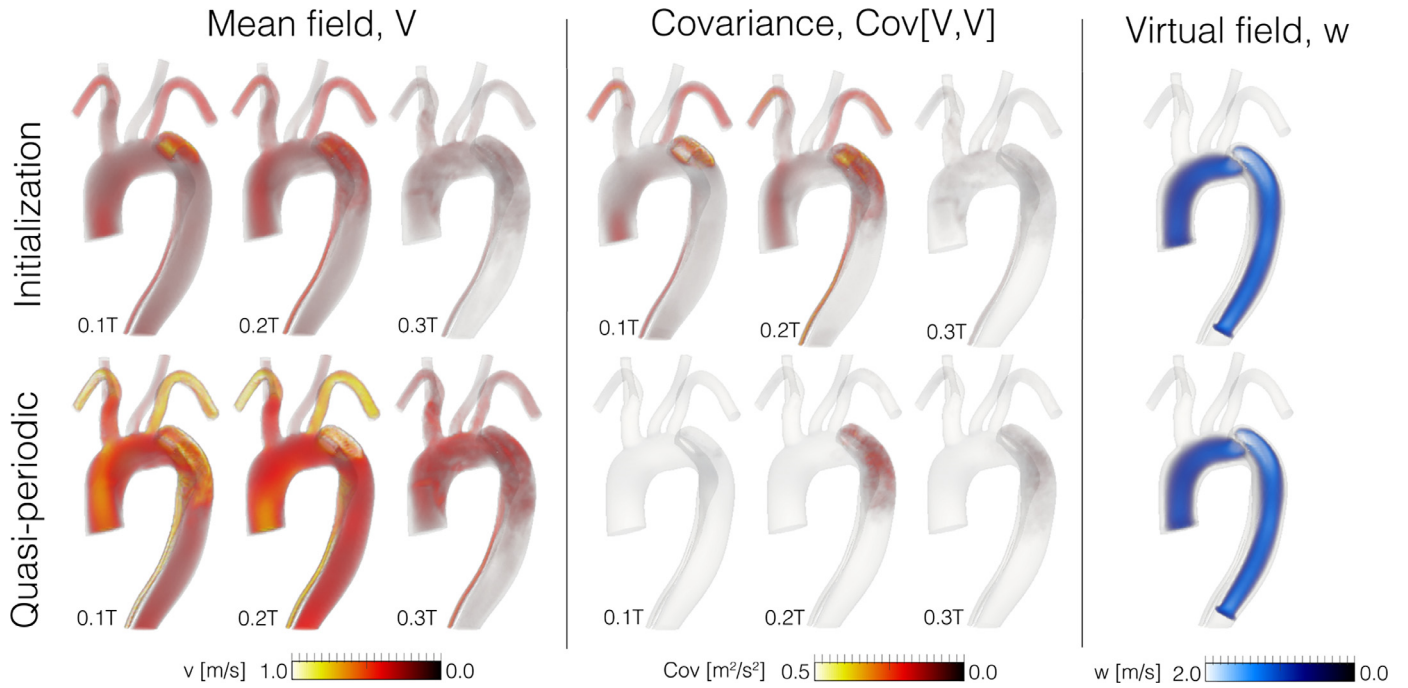 Mean field, V
Covariance, Cov[V,V]
Virtual field, w
Initialization
0.1T
0.2T
0.3T
0.1T
0.2T
0.3T
Quasi-periodic
0.1T
0.2T
0.3T
0.1T
0.2T
0.3T
v [m/s] 1.0 0.0
Cov [m²/s²] 0.5 0.0
w [m/s] 2.0 0.0